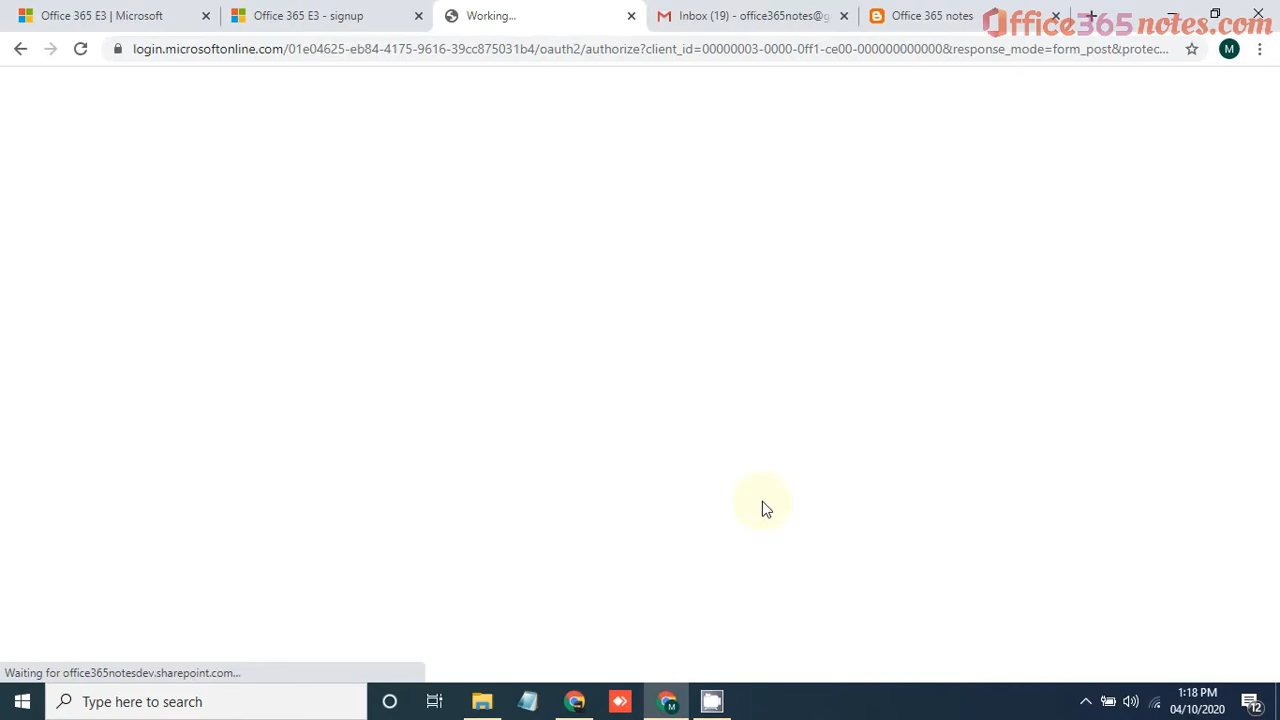 Office 365 E3 | Microsoft
Office 365 E3 - signup
Working...
Inbox (19) - office365notes@g
Office 365 notes
Office365notes.com
login.microsoftonline.com/01e04625-eb84-4175-9616-39cc875031b4/oauth2/authorize?client_id=00000003-0000-0ff1-ce00-000000000000&response_mode=form_post&protec...
M
Waiting for office365notesdev.sharepoint.com...
Type here to search
M
1:18 PM
04/10/2020
12